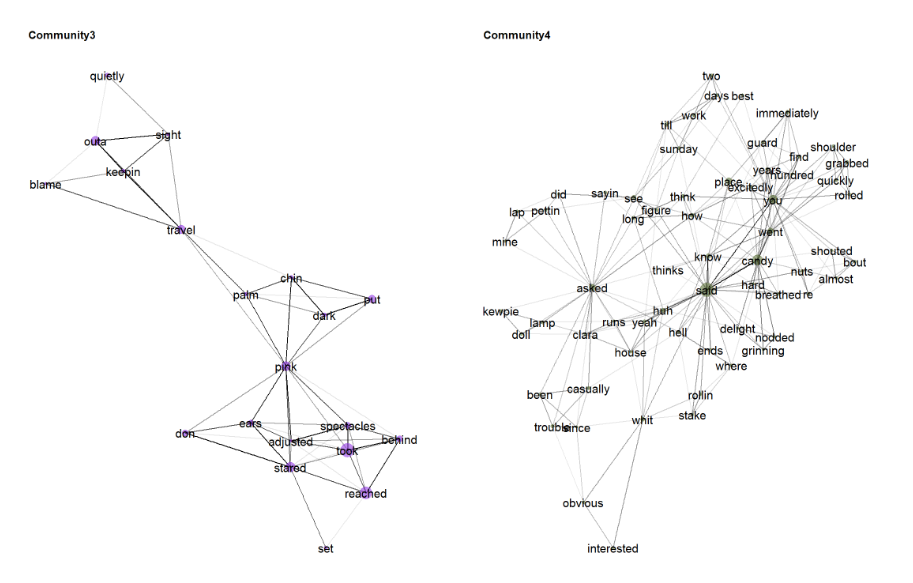 Community3
quietly
outa
sight
keepin
blame
travel
chin
palm
put
dark
pink
ears
spectacles
don
adjusted
behind
took
stared
reached
set
Community4
two
days best
work
immediately
till
guard
shoulder
sunday
find
grabbed
years
hundred
quickly
place
excitedly
rolled
did
sayin
see
think
you
lap
pettin
figure
long
how
went
mine
know
shouted
candy
bout
thinks
nuts
almost
asked
said
hard
breathed
re
kewpie
huh
lamp
runs
yeah
doll
clara
hell
delight
nodded
house
ends
grinning
where
been
casually
rollin
stake
trouble
since
whit
obvious
interested